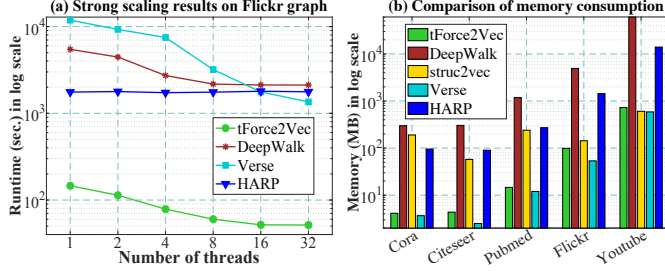 (a) Strong scaling results on Flickr graph
Runtime (sec.) in log scale
10^4
10^3
10^2
tForce2Vec
DeepWalk
Verse
HARP
1 2 4 8 16 32
Number of threads
(b) Comparison of memory consumption
Memory (MB) in log scale
10^4
10^3
10^2
10^1
tForce2Vec
DeepWalk
struc2vec
Verse
HARP
Cora Citeseer Pubmed Flickr Youtube